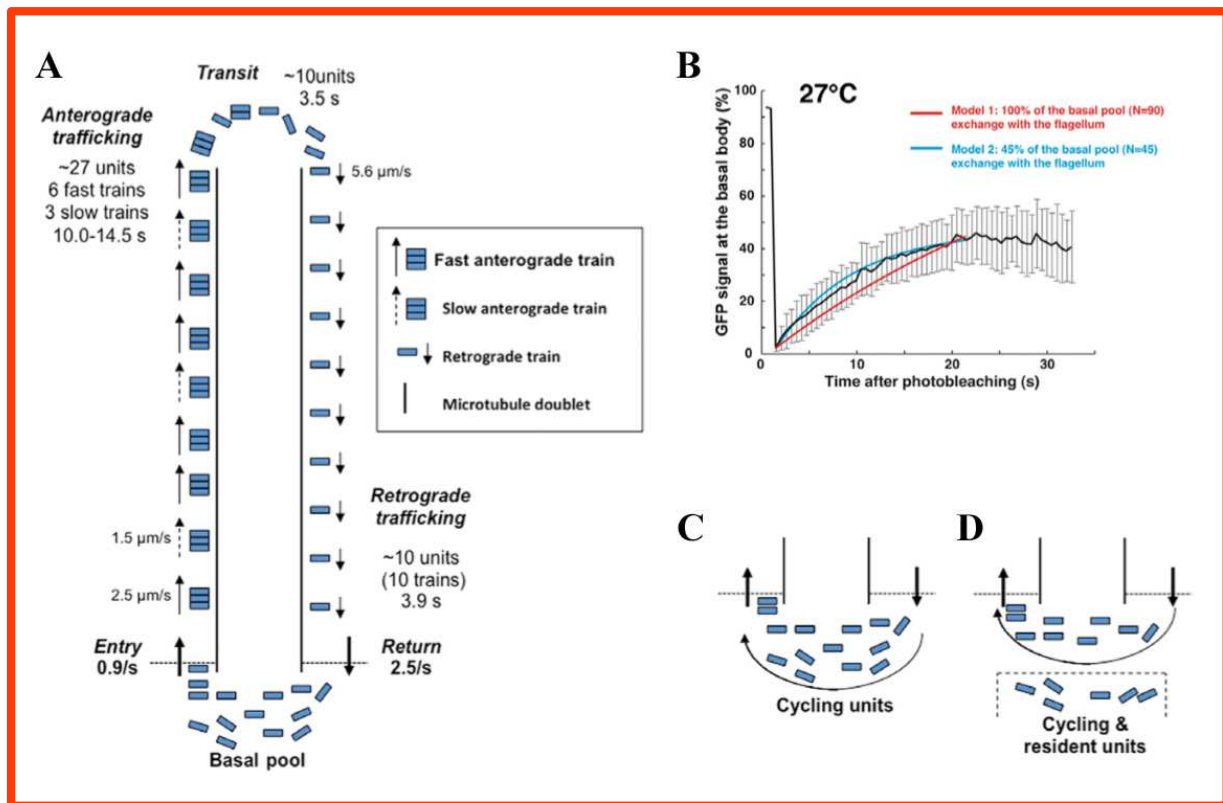 A
Transit
~10units
3.5 s
Anterograde
trafficking
~27 units
6 fast trains
3 slow trains
10.0-14.5 s
5.6 µm/s
Fast anterograde train
Slow anterograde train
Retrograde train
Microtubule doublet
1.5 µm/s
2.5 µm/s
Retrograde
trafficking
~10 units
(10 trains)
3.9 s
Entry
0.9/s
Return
2.5/s
Basal pool
B
27°C
Model 1: 100% of the basal pool (N=90)
exchange with the flagellum
Model 2: 45% of the basal pool (N=45)
exchange with the flagellum
GFP signal at the basal body (%)
100
80
60
40
20
0
0
10
20
30
Time after photobleaching (s)
C
Cycling units
D
Cycling &
resident units